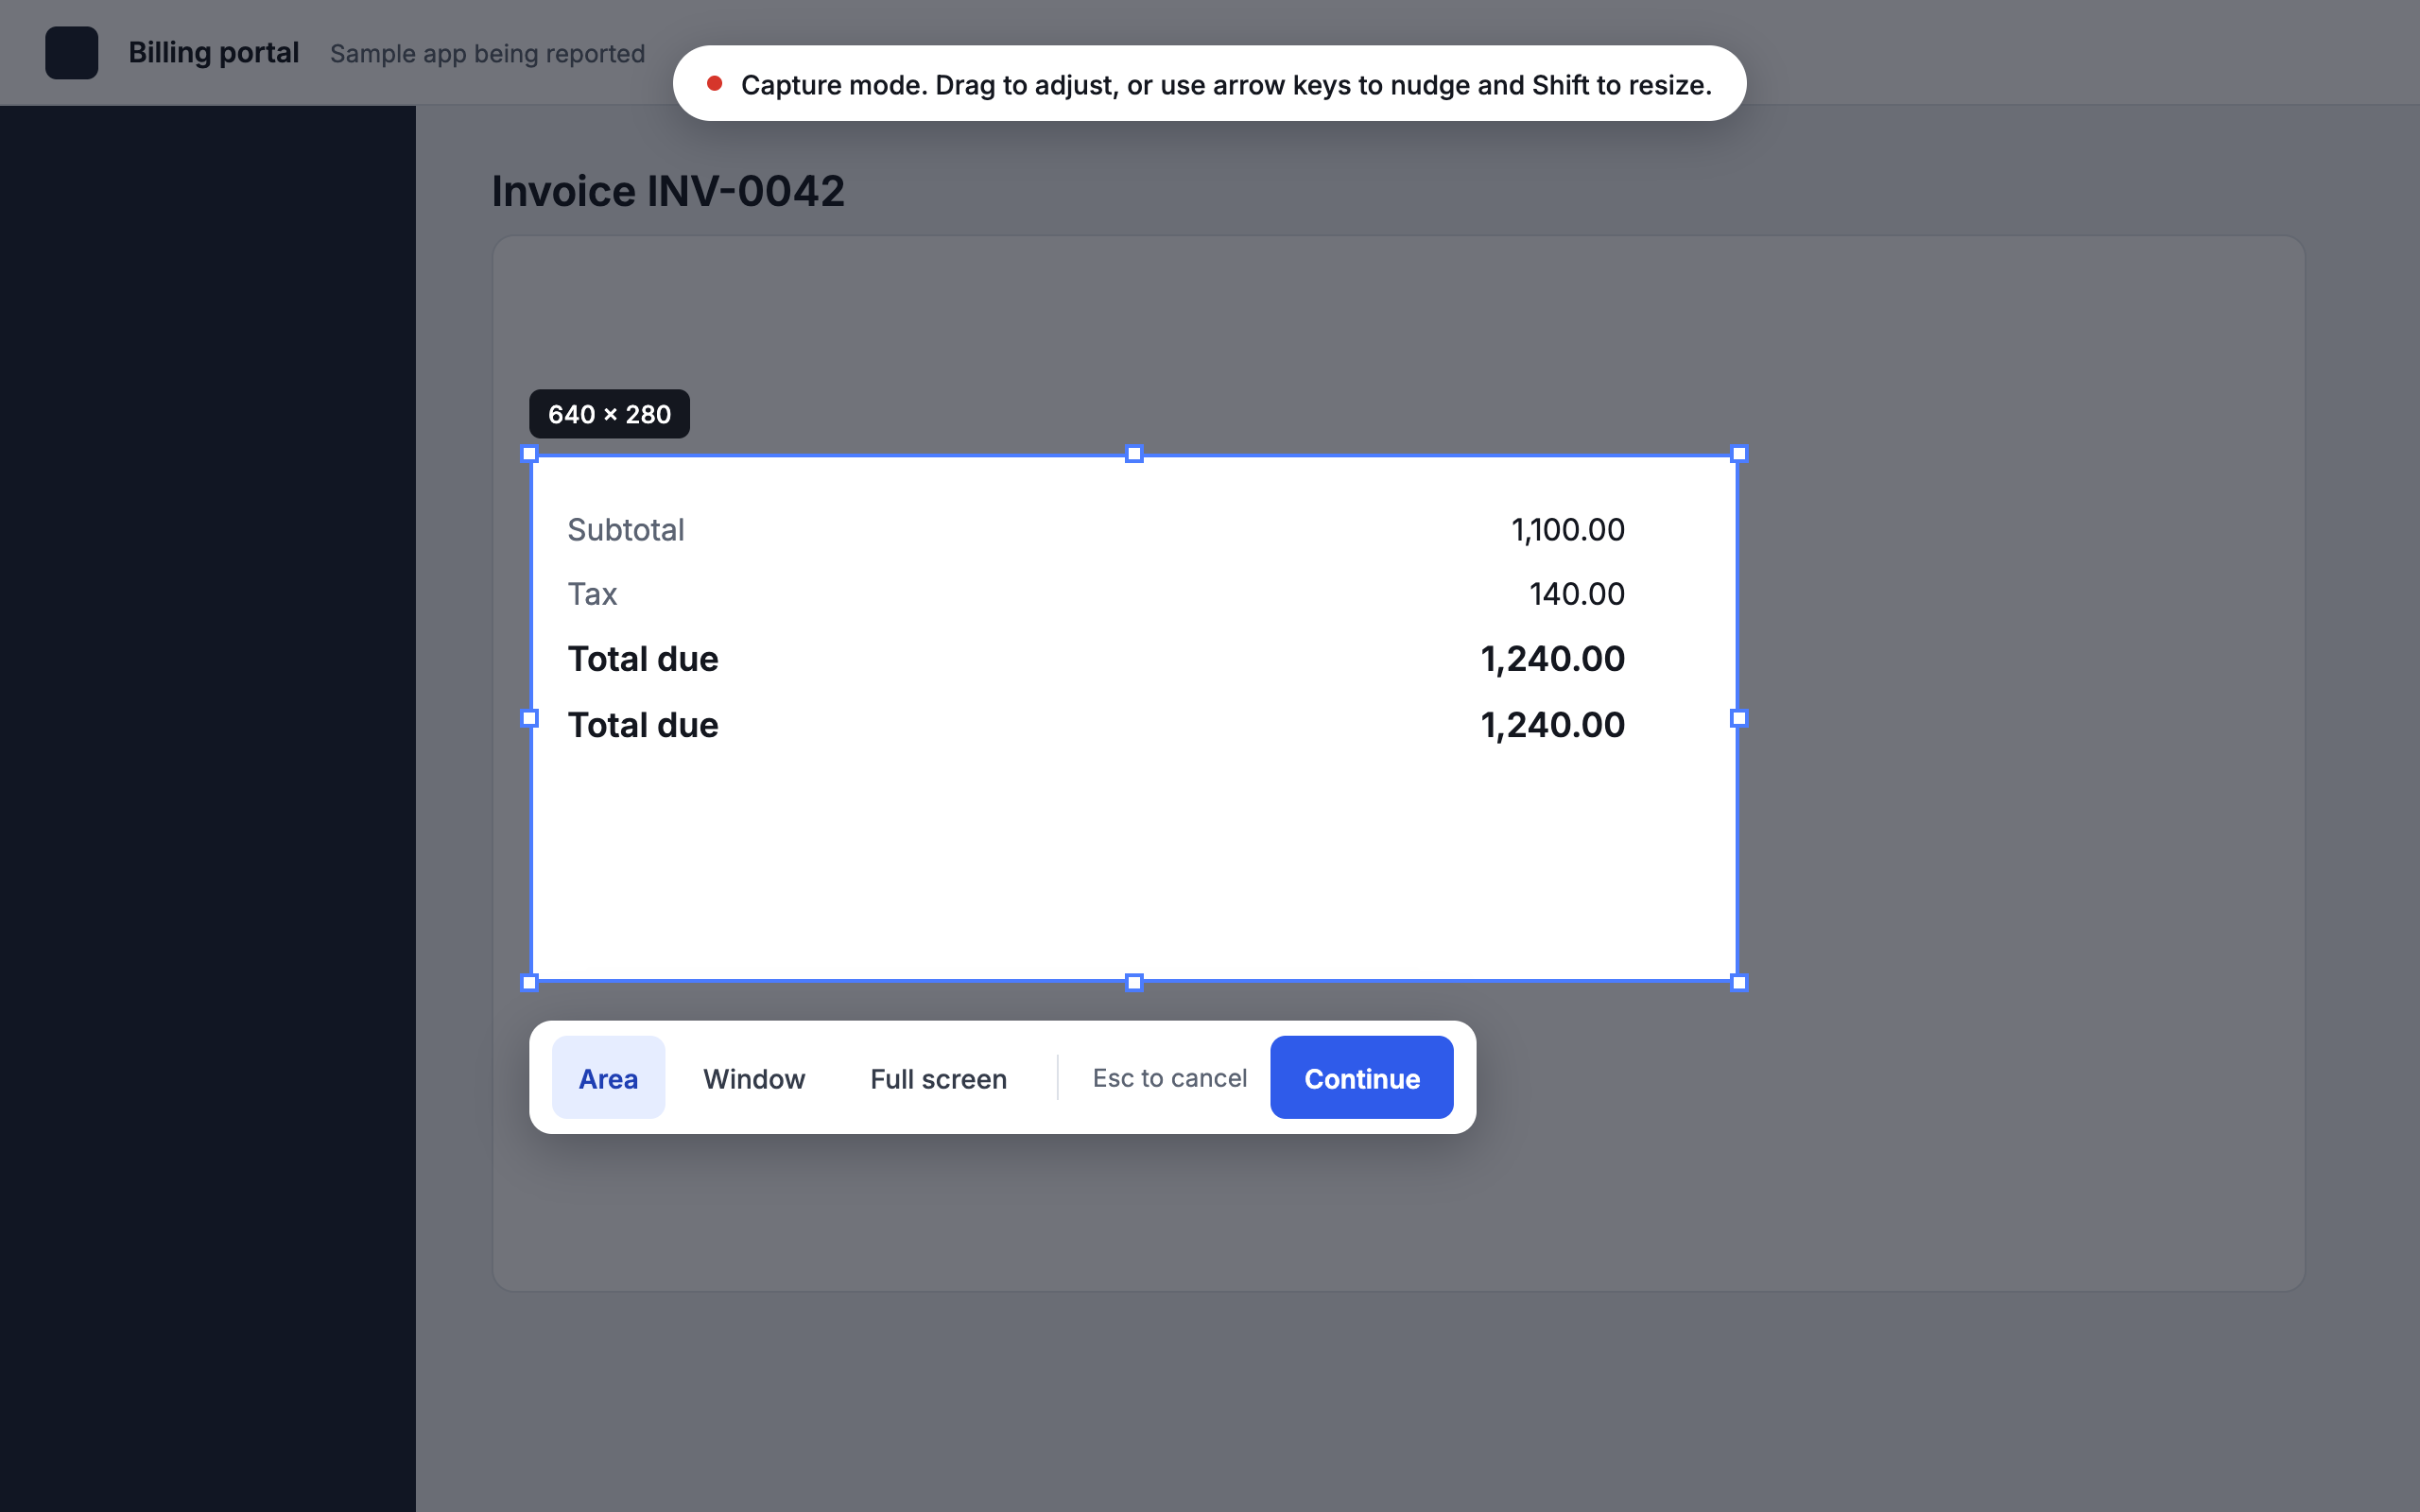 Billing portal Sample app being reported
Capture mode. Drag to adjust, or use arrow keys to nudge and Shift to resize.
Invoice INV-0042
640 × 280
Subtotal 1,100.00
Tax 140.00
Total due 1,240.00
Total due 1,240.00
Area Window Full screen Esc to cancel Continue